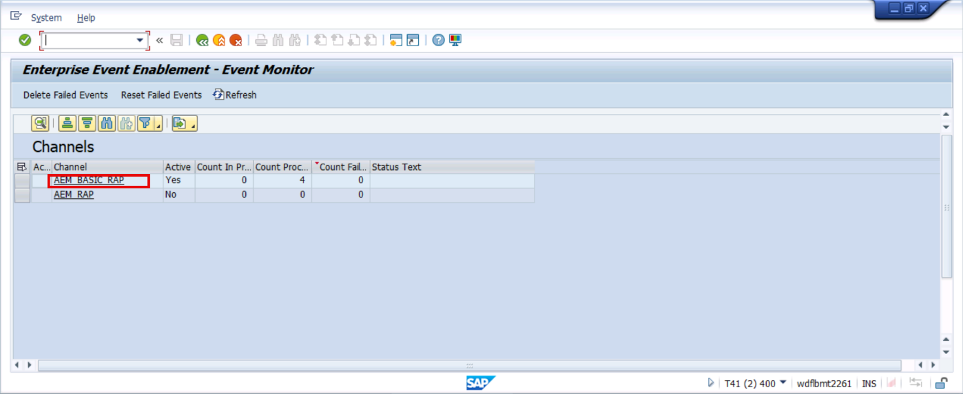 System Help
Enterprise Event Enablement - Event Monitor
Delete Failed Events Reset Failed Events Refresh
Channels
Ac... Channel Active Count In Pr... Count Proc... Count Fail... Status Text
AEM_BASIC_RAP Yes 0 4 0
AEM_RAP No 0 0 0
SAP T41 (2) 400 wdflbmt2261 INS